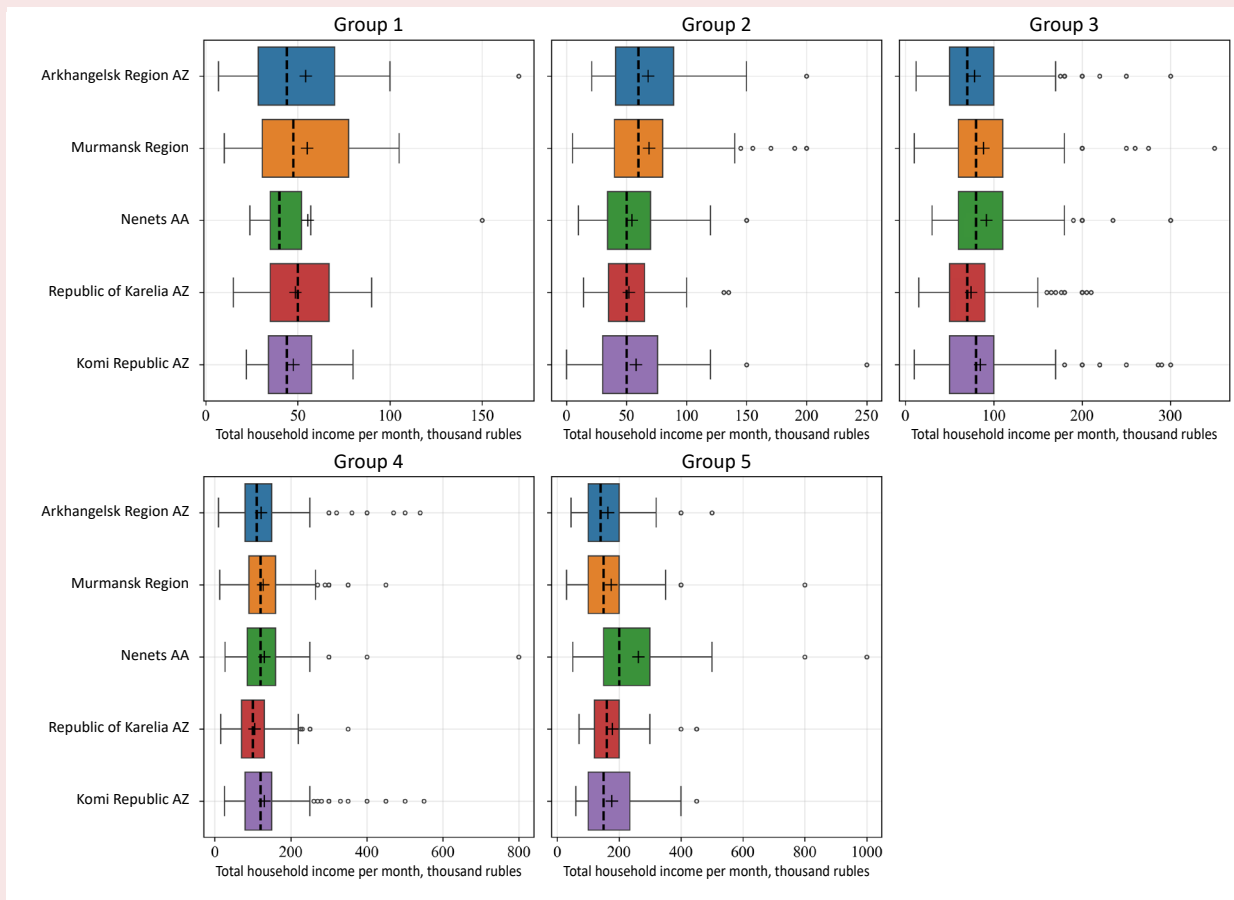 Group 1
Group 2
Group 3
Arkhangelsk Region AZ
Murmansk Region
Nenets AA
Republic of Karelia AZ
Komi Republic AZ
0 50 100 150
0 50 100 150 200 250
0 100 200 300
Total household income per month, thousand rubles
Total household income per month, thousand rubles
Total household income per month, thousand rubles
Group 4
Group 5
Arkhangelsk Region AZ
Murmansk Region
Nenets AA
Republic of Karelia AZ
Komi Republic AZ
0 200 400 600 800
0 200 400 600 800 1000
Total household income per month, thousand rubles
Total household income per month, thousand rubles